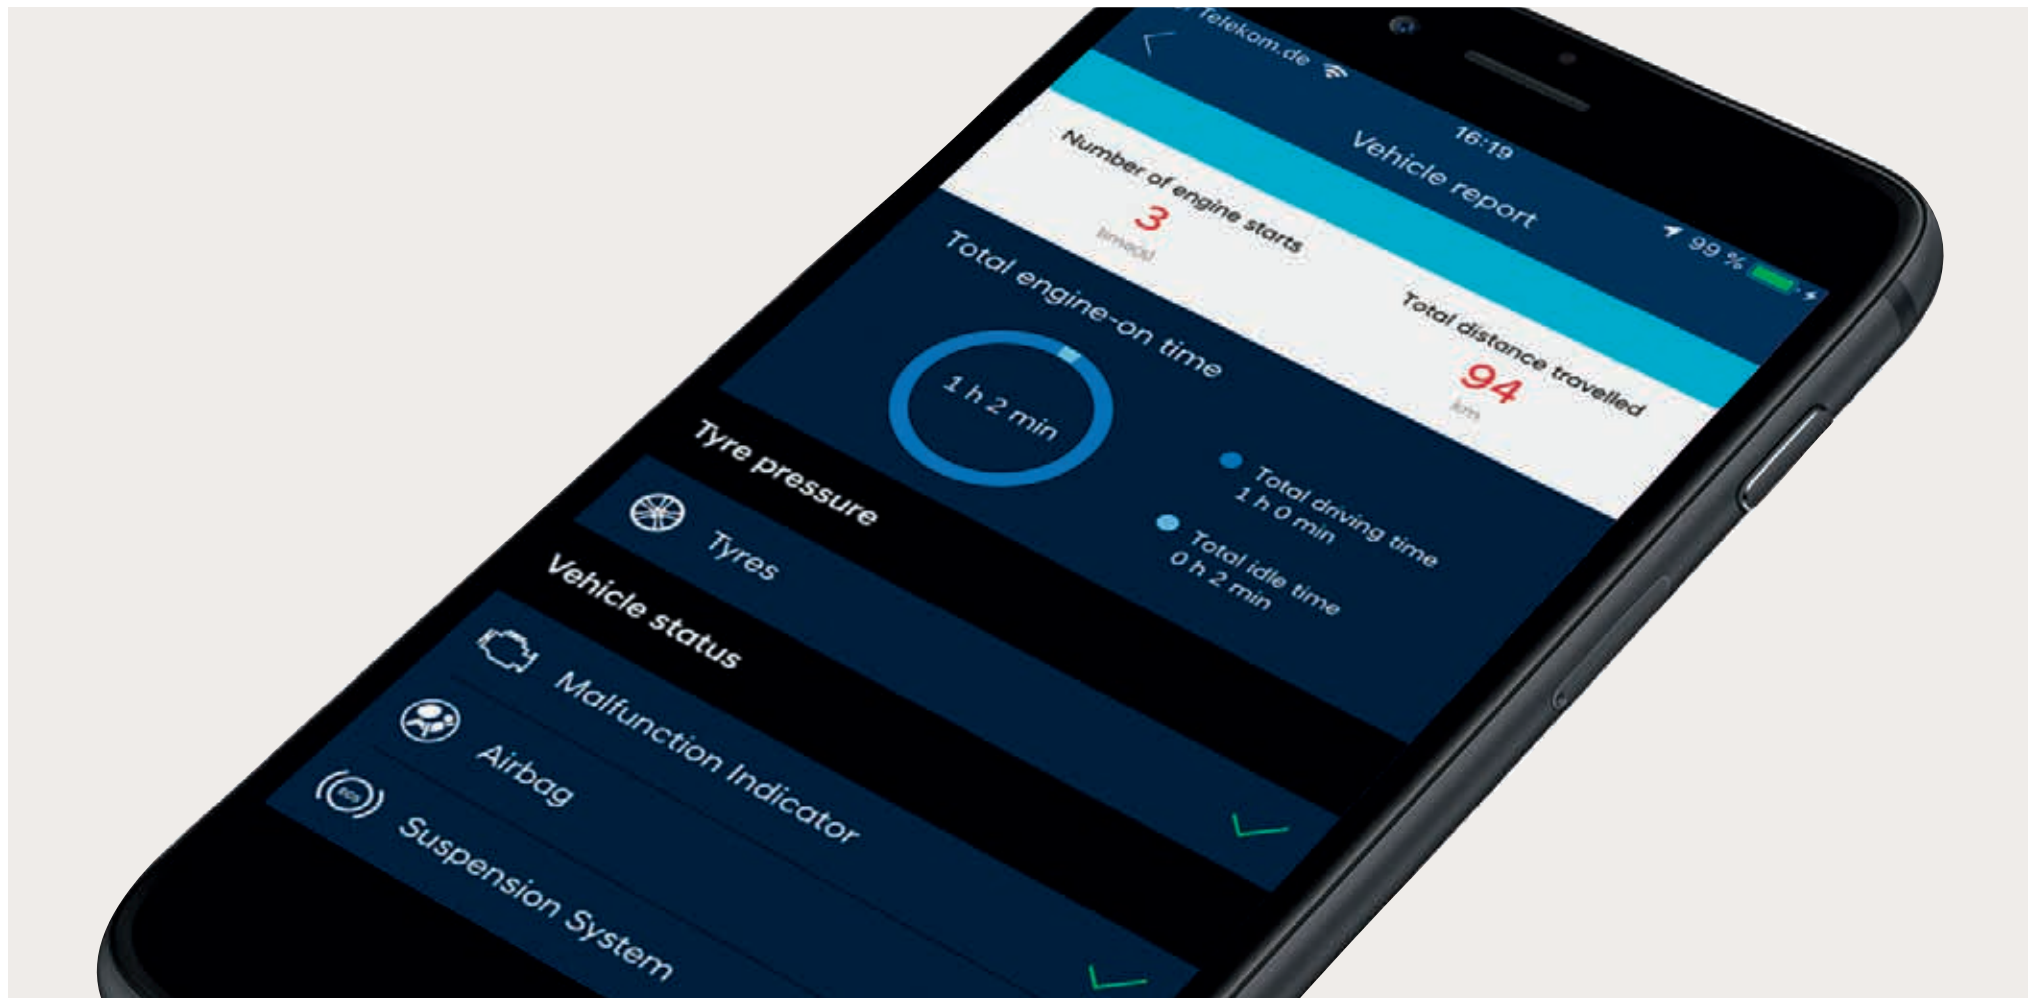 Telekom.de
16:19
99 %
Vehicle report
Number of engine starts
3
Total distance travelled
94
km
Total engine-on time
1 h 2 min
Total driving time
1 h 0 min
Total idle time
0 h 2 min
Tyre pressure
Tyres
Vehicle status
Malfunction Indicator
Airbag
Suspension System